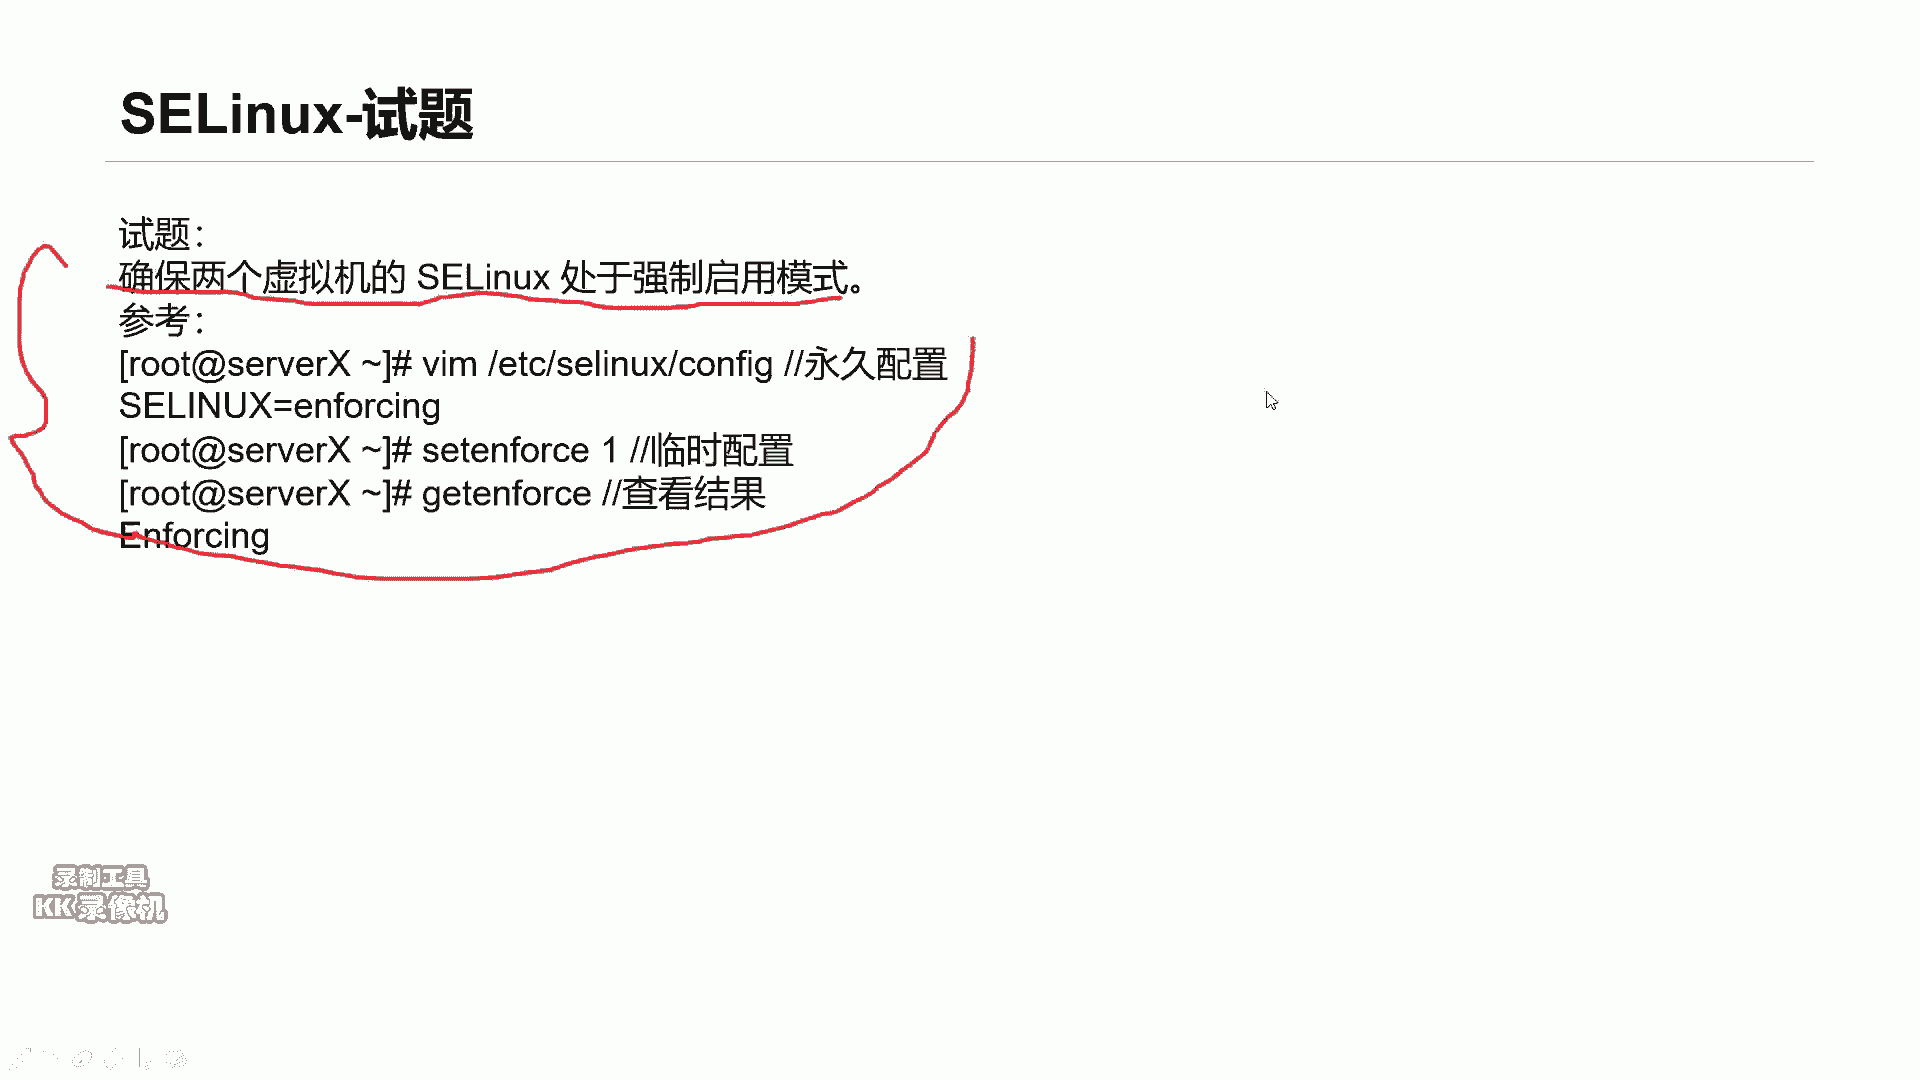 SELinux-试题
试题：
确保两个虚拟机的 SELinux 处于强制启用模式。
参考：
[root@serverX ~]# vim /etc/selinux/config //永久配置
SELINUX=enforcing
[root@serverX ~]# setenforce 1 //临时配置
[root@serverX ~]# getenforce //查看结果
Enforcing
录制工具
KK录像机